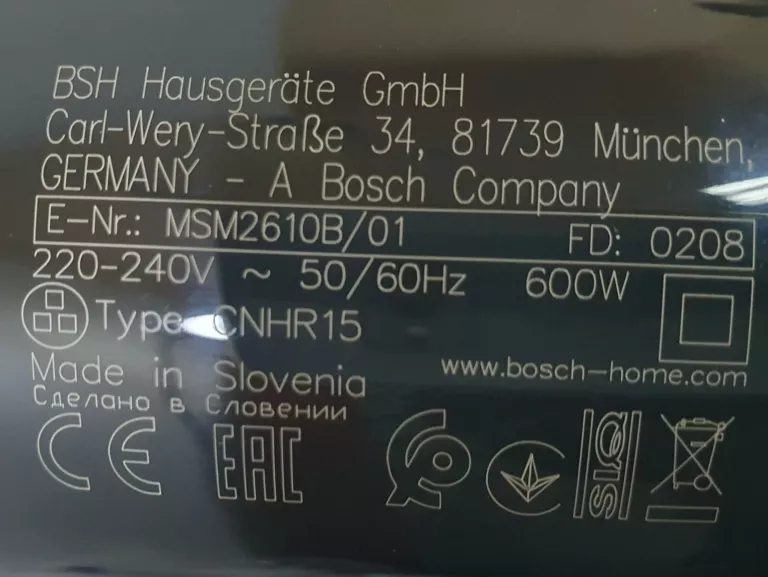 BSH Hausgeräte GmbH
Carl-Wery-Straße 34, 81739 München,
GERMANY - A Bosch Company
E-Nr.: MSM2610B/01 FD: 0208
220-240V ~ 50/60Hz 600W
Type CNHR15
Made in Slovenia www.bosch-home.com
Сделано в Словении
CE EAC SIQ